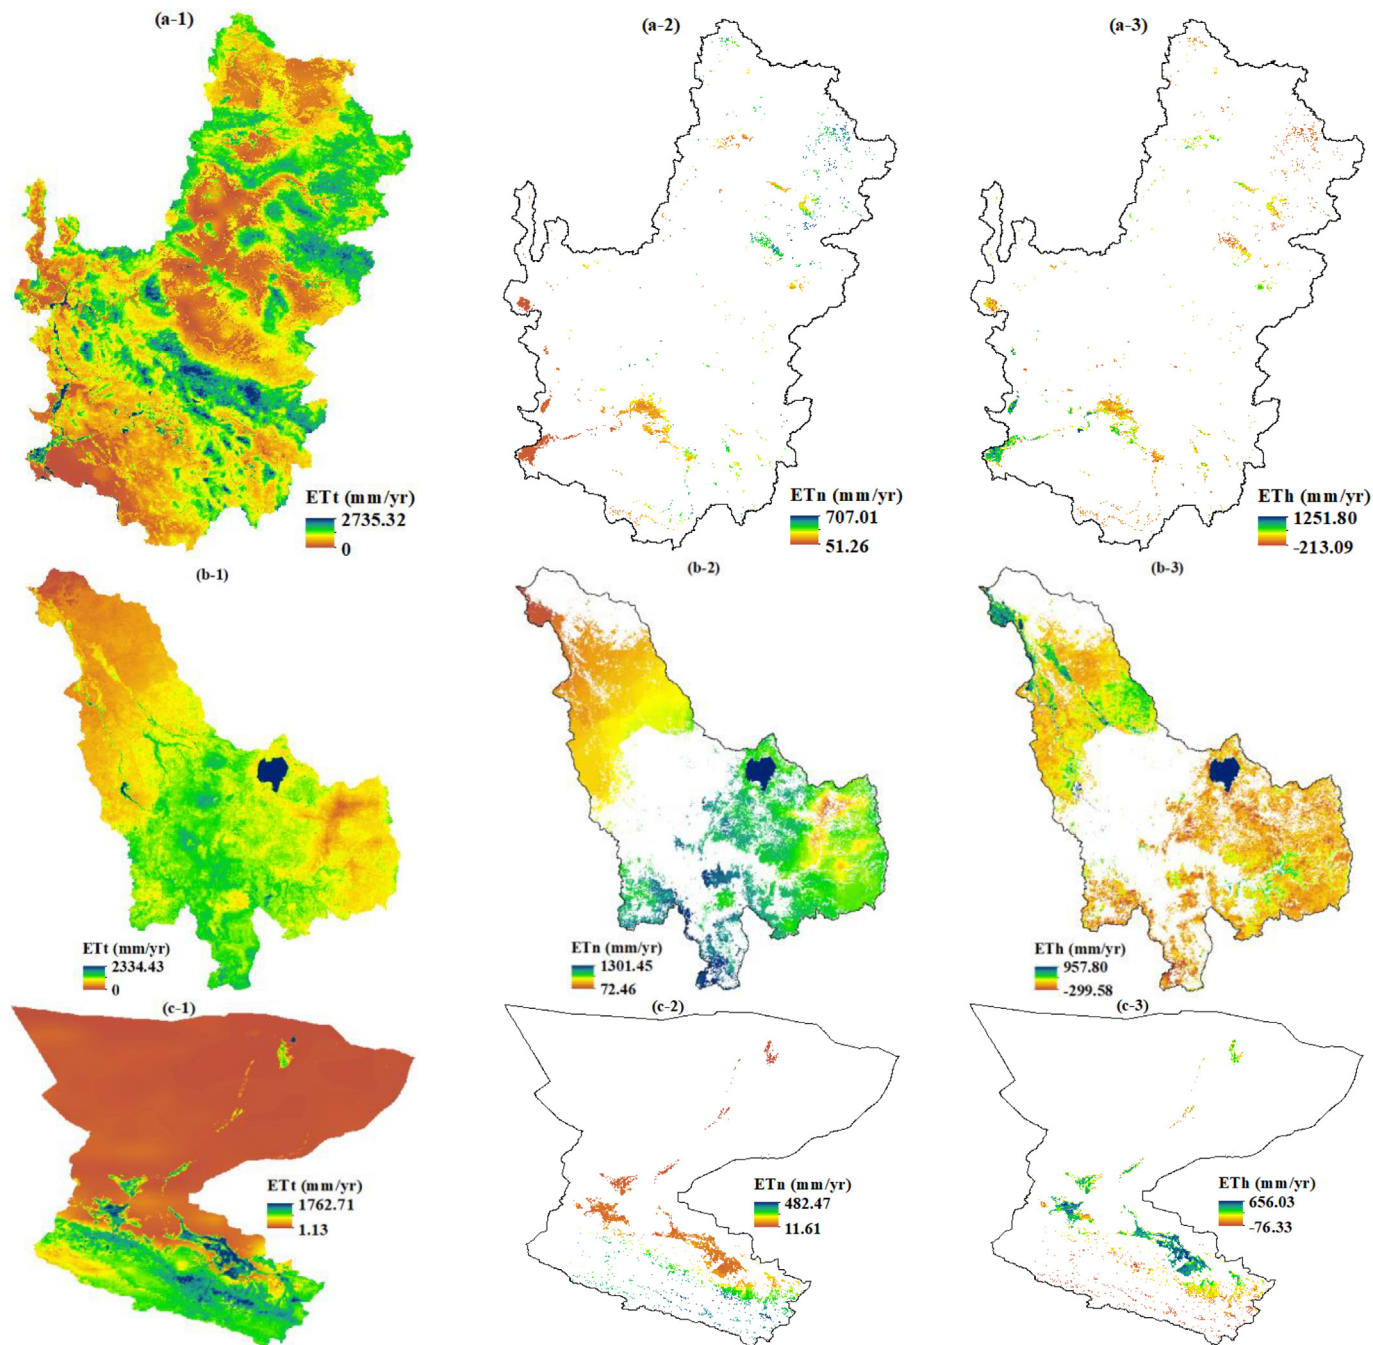 (a-1)
(a-2)
(a-3)
ETt (mm/yr)
2735.32
0
ETn (mm/yr)
707.01
51.26
ETh (mm/yr)
1251.80
-213.09
(b-1)
(b-2)
(b-3)
ETt (mm/yr)
2334.43
0
ETn (mm/yr)
1301.45
72.46
ETh (mm/yr)
957.80
-299.58
(c-1)
(c-2)
(c-3)
ETt (mm/yr)
1762.71
1.13
ETn (mm/yr)
482.47
11.61
ETh (mm/yr)
656.03
-76.33